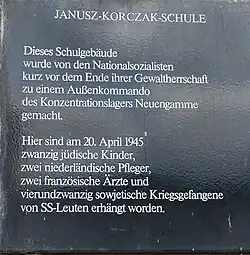 JANUSZ-KORCZAK-SCHULE
Dieses Schulgebäude
wurde von den Nationalsozialisten
kurz vor dem Ende ihrer Gewaltherrschaft
zu einem Außenkommando
des Konzentrationslagers Neuengamme
gemacht.
Hier sind am 20. April 1945
zwanzig jüdische Kinder,
zwei niederländische Pfleger,
zwei französische Ärzte und
vierundzwanzig sowjetische Kriegsgefangene
von SS-Leuten erhängt worden.